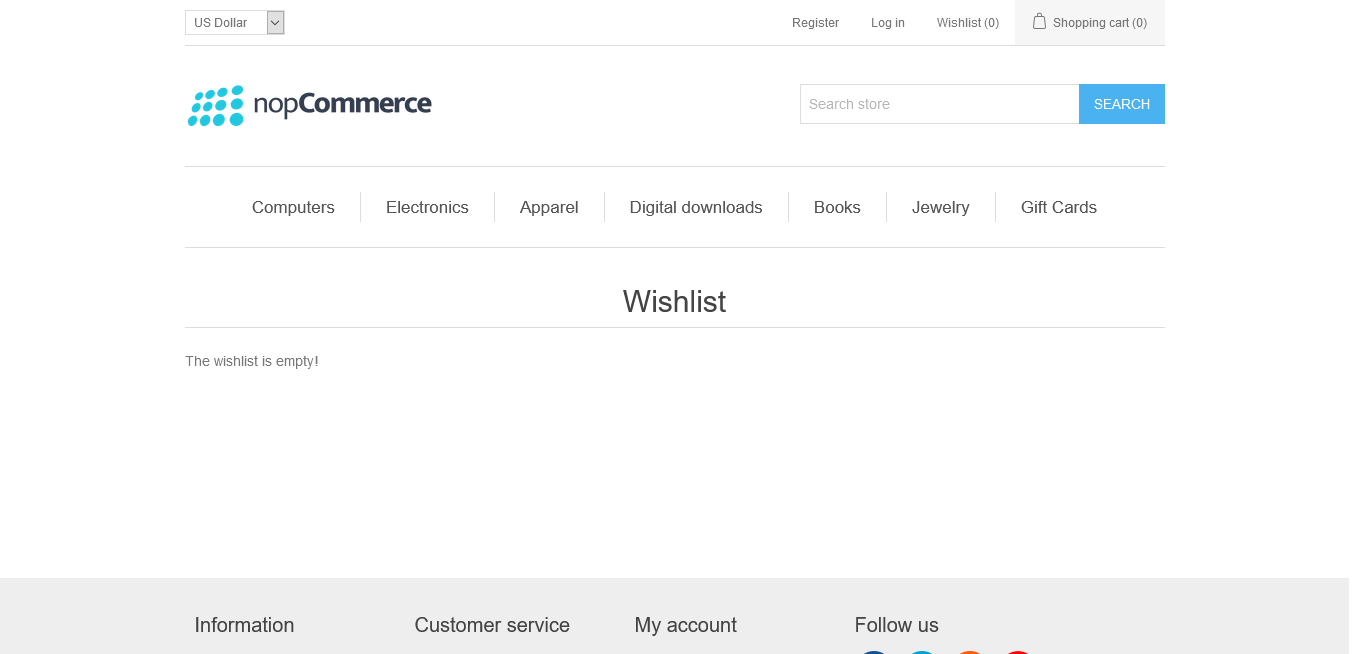 US Dollar
Register
Log in
Wishlist (0)
Shopping cart (0)
nopCommerce
Search store
SEARCH
Computers
Electronics
Apparel
Digital downloads
Books
Jewelry
Gift Cards
Wishlist
The wishlist is empty!
Information
Customer service
My account
Follow us